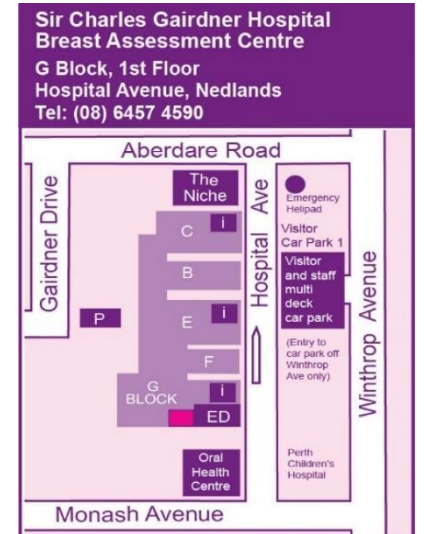 Sir Charles Gairdner Hospital
Breast Assessment Centre
G Block, 1st Floor
Hospital Avenue, Nedlands
Tel: (08) 6457 4590
Aberdare Road
Gairdner Drive
The
Niche
C
i
B
E
i
P
F
G
BLOCK
i
ED
Oral
Health
Centre
Hospital Ave
Emergency
Helipad
Visitor
Car Park 1
Visitor
and staff
multi
deck
car park
(Entry to
car park off
Winthrop
Ave only)
Perth
Children's
Hospital
Winthrop Avenue
Monash Avenue